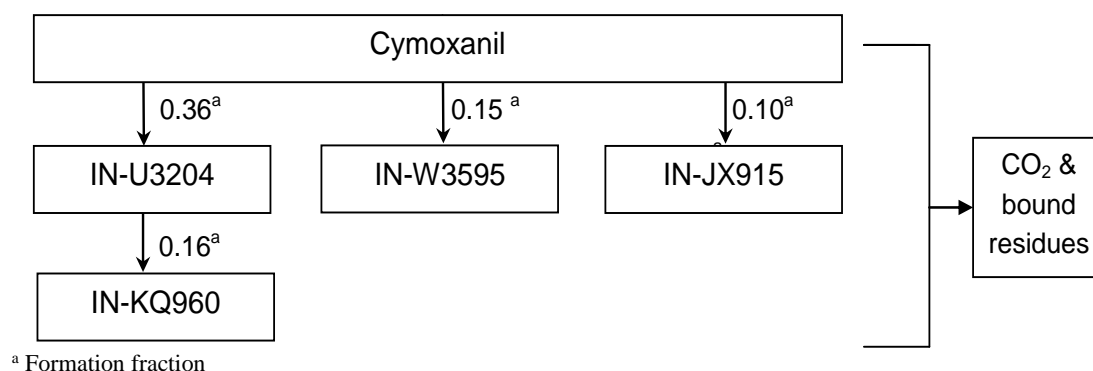 Cymoxanil
0.36ᵃ
0.15 ᵃ
0.10ᵃ
IN-U3204
IN-W3595
IN-JX915
CO₂ &
bound
residues
0.16ᵃ
IN-KQ960
ᵃ Formation fraction